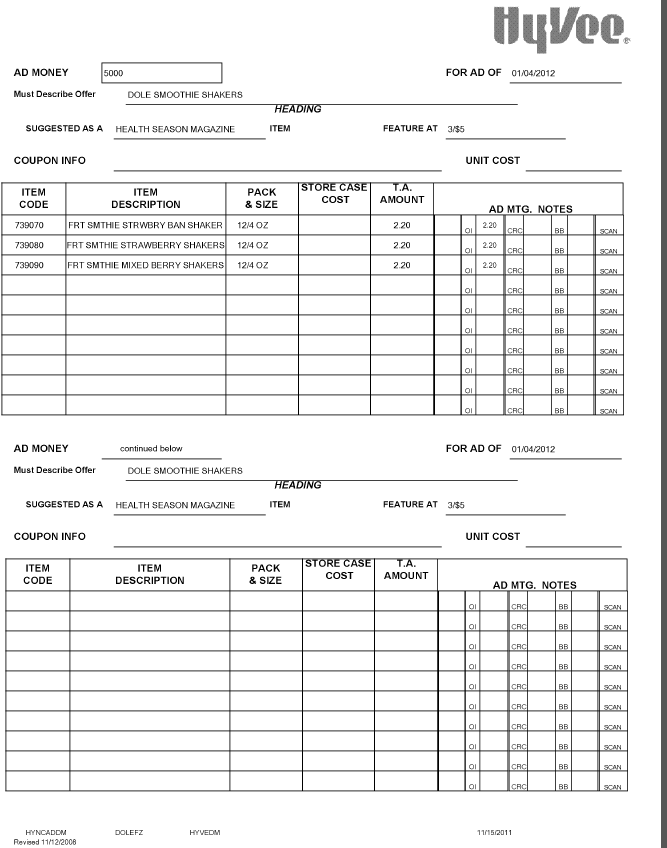 HyVee®
AD MONEY 5000 FOR AD OF 01/04/2012
Must Describe Offer DOLE SMOOTHIE SHAKERS
HEADING
SUGGESTED AS A HEALTH SEASON MAGAZINE ITEM FEATURE AT 3/$5
COUPON INFO UNIT COST
ITEM CODE ITEM DESCRIPTION PACK & SIZE STORE CASE COST T.A. AMOUNT AD MTG. NOTES
739070 FRT SMTHIE STRWBRY BAN SHAKER 12/4 OZ 2.20 OI 2.20 CRC BB SCAN
739080 FRT SMTHIE STRAWBERRY SHAKERS 12/4 OZ 2.20 OI 2.20 CRC BB SCAN
739090 FRT SMTHIE MIXED BERRY SHAKERS 12/4 OZ 2.20 OI 2.20 CRC BB SCAN
OI CRC BB SCAN
OI CRC BB SCAN
OI CRC BB SCAN
OI CRC BB SCAN
OI CRC BB SCAN
OI CRC BB SCAN
OI CRC BB SCAN
AD MONEY continued below FOR AD OF 01/04/2012
Must Describe Offer DOLE SMOOTHIE SHAKERS
HEADING
SUGGESTED AS A HEALTH SEASON MAGAZINE ITEM FEATURE AT 3/$5
COUPON INFO UNIT COST
ITEM CODE ITEM DESCRIPTION PACK & SIZE STORE CASE COST T.A. AMOUNT AD MTG. NOTES
OI CRC BB SCAN
OI CRC BB SCAN
OI CRC BB SCAN
OI CRC BB SCAN
OI CRC BB SCAN
OI CRC BB SCAN
OI CRC BB SCAN
OI CRC BB SCAN
OI CRC BB SCAN
OI CRC BB SCAN
HYNCADDM DOLEFZ HYVEDM 11/15/2011
Revised 11/12/2008